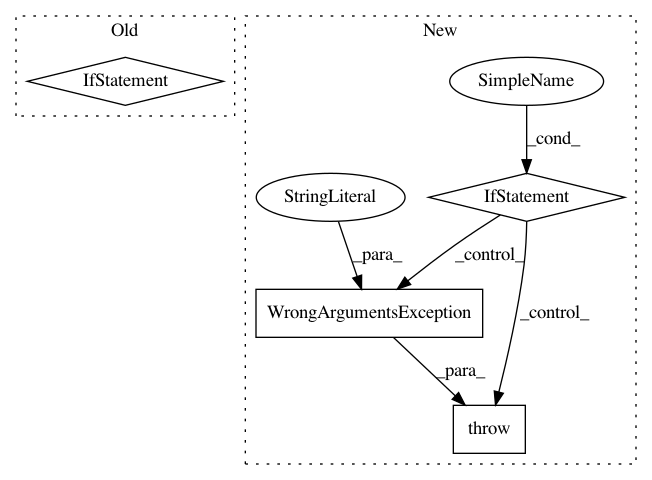 Old
New
IfStatement
SimpleName
_cond_
StringLiteral
IfStatement
_para_
_control_
WrongArgumentsException
_control_
_para_
throw